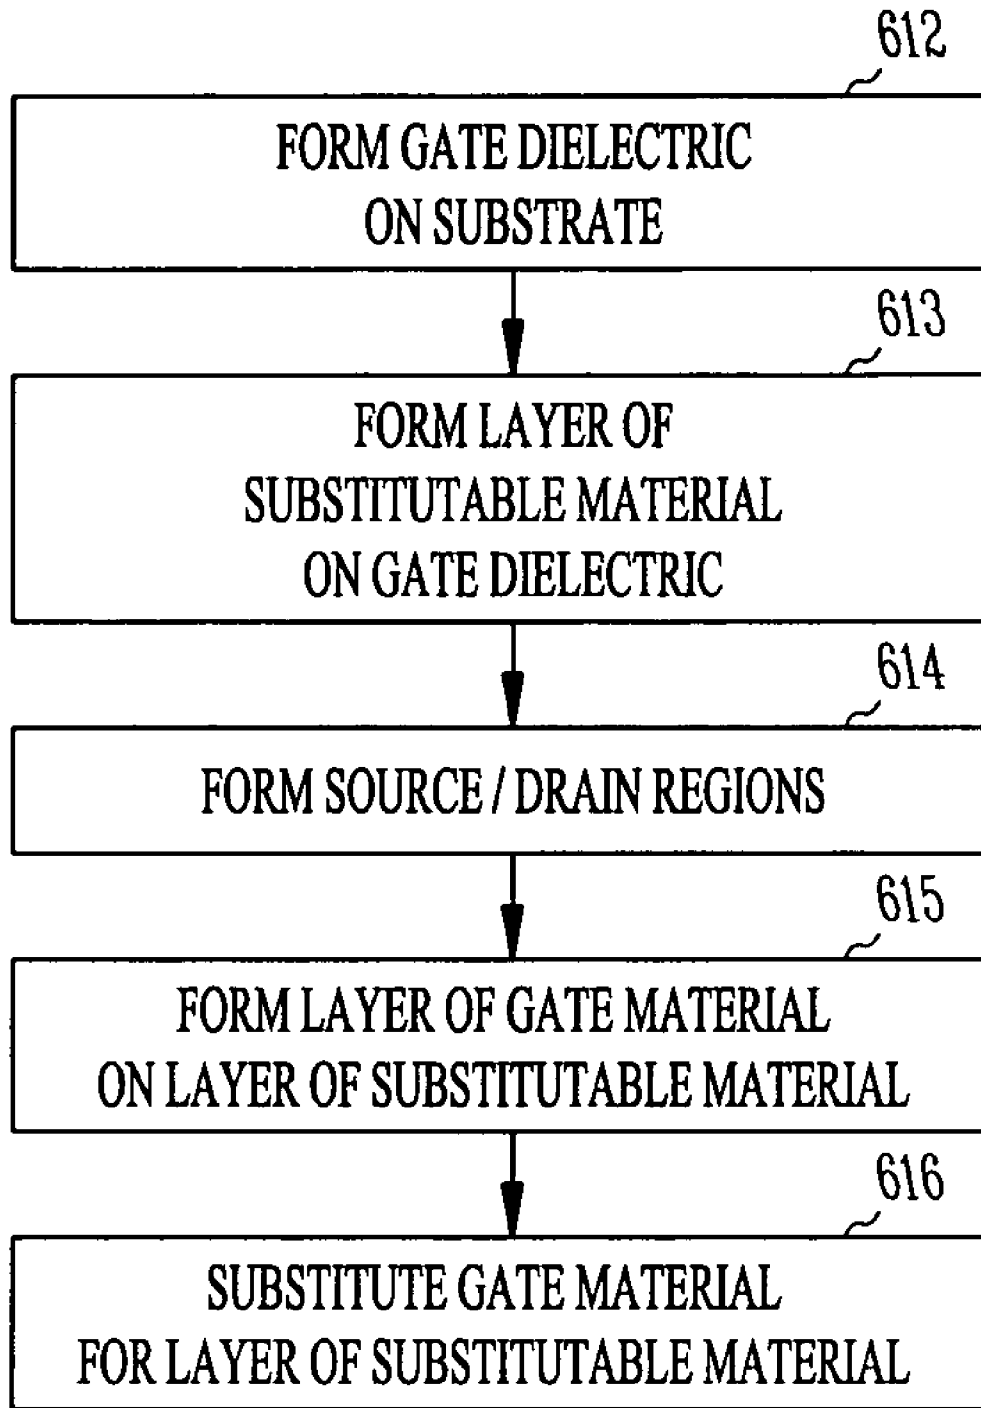 612
FORM GATE DIELECTRIC
ON SUBSTRATE
613
FORM LAYER OF
SUBSTITUTABLE MATERIAL
ON GATE DIELECTRIC
614
FORM SOURCE / DRAIN REGIONS
615
FORM LAYER OF GATE MATERIAL
ON LAYER OF SUBSTITUTABLE MATERIAL
616
SUBSTITUTE GATE MATERIAL
FOR LAYER OF SUBSTITUTABLE MATERIAL